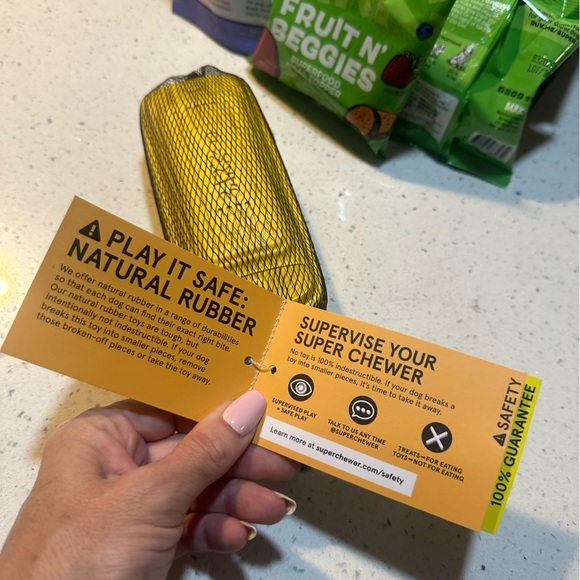 FRUIT N'
BEGGIES
SUPERFOOD
⚠ PLAY IT SAFE:
NATURAL RUBBER
We offer natural rubber in a range of durabilities
so that each dog can find their exact right bite.
Our natural rubber toys are tough, but
intentionally not indestructible. If your dog
breaks this toy into smaller pieces, remove
those broken-off pieces or take the toy away.
SUPERVISE YOUR
SUPER CHEWER
No toy is 100% indestructible. If your dog breaks a
toy into smaller pieces, it's time to take it away.
SUPERVISED PLAY
= SAFE PLAY
TALK TO US ANY TIME
@SUPERCHEWER
TREATS=FOR EATING
TOYS=NOT FOR EATING
Learn more at superchewer.com/safety
⚠ SAFETY
100% GUARANTEE